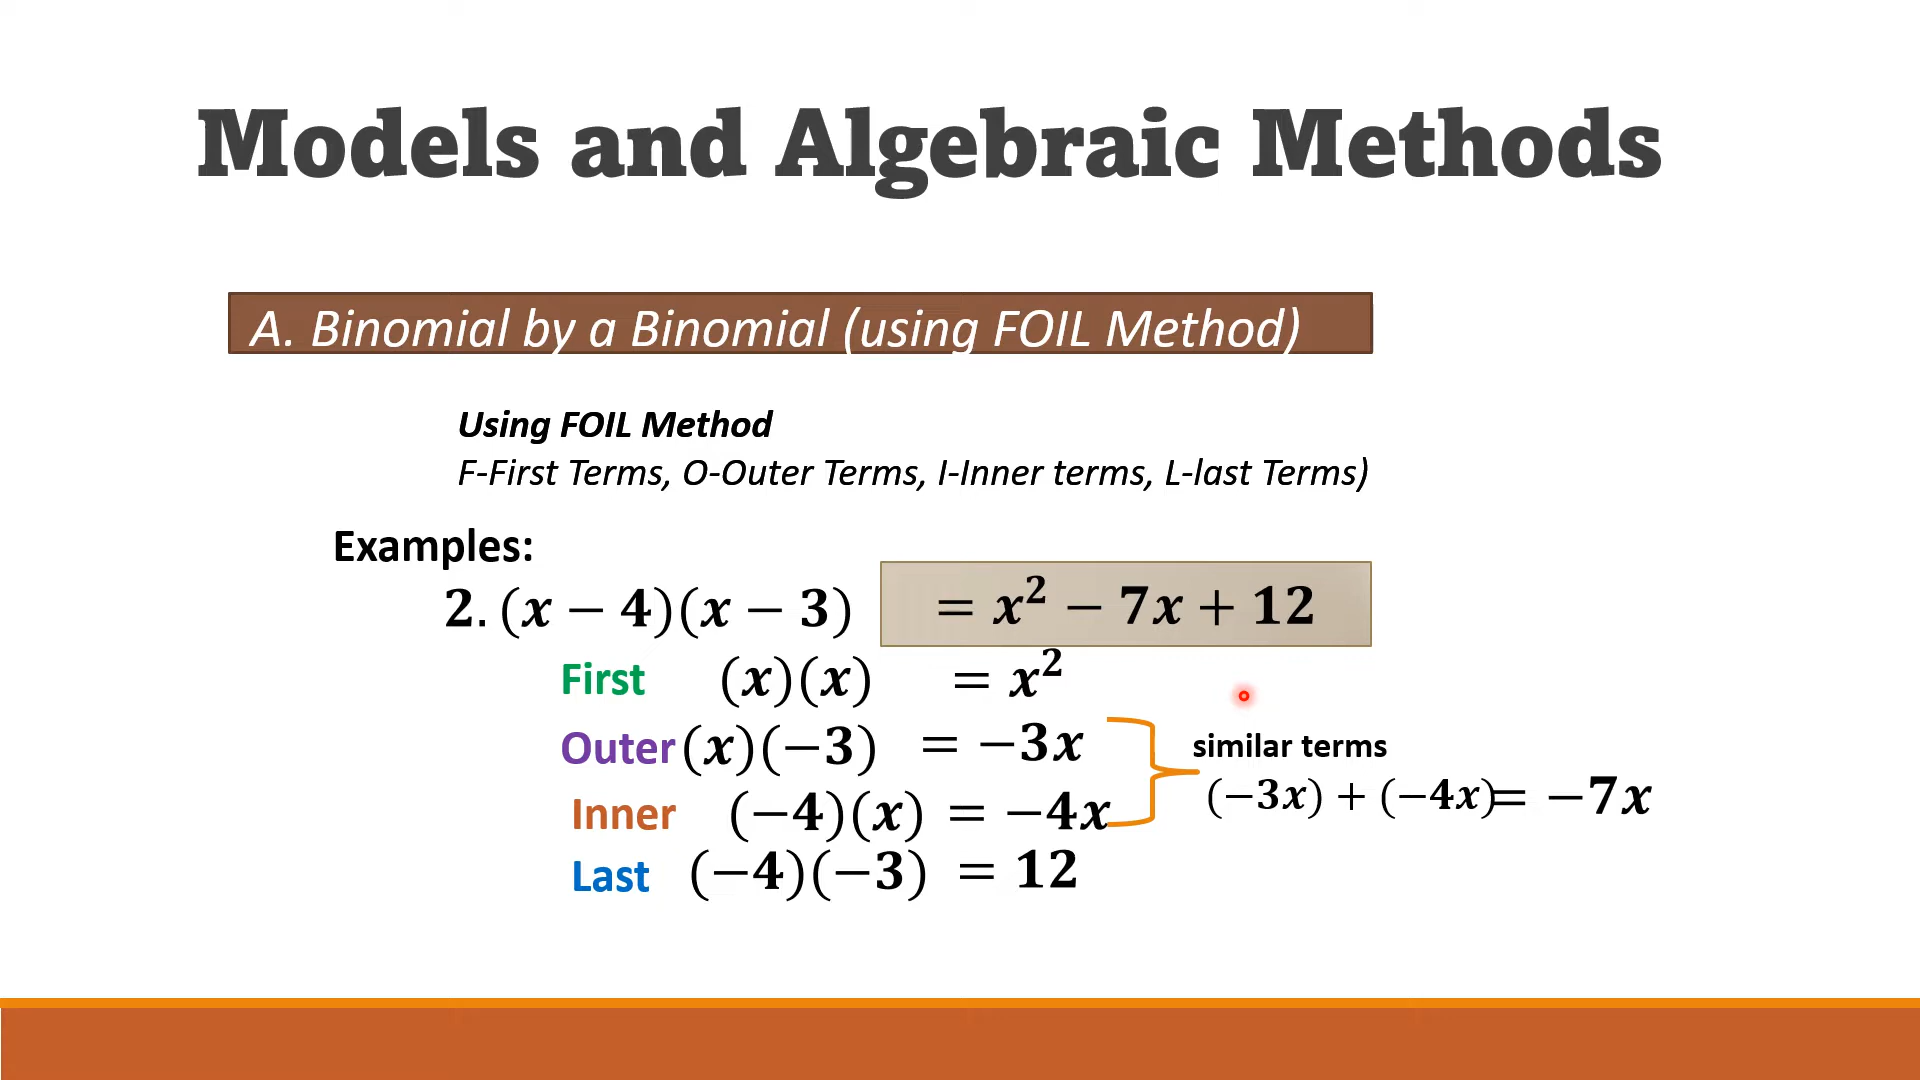 Models and Algebraic Methods
A. Binomial by a Binomial (using FOIL Method)
Using FOIL Method
F-First Terms, O-Outer Terms, I-Inner terms, L-last Terms)
Examples:
2. (x − 4)(x − 3) = x² − 7x + 12
First (x)(x) = x²
Outer (x)(−3) = −3x
similar terms
Inner (−4)(x) = −4x
(−3x) + (−4x) = −7x
Last (−4)(−3) = 12